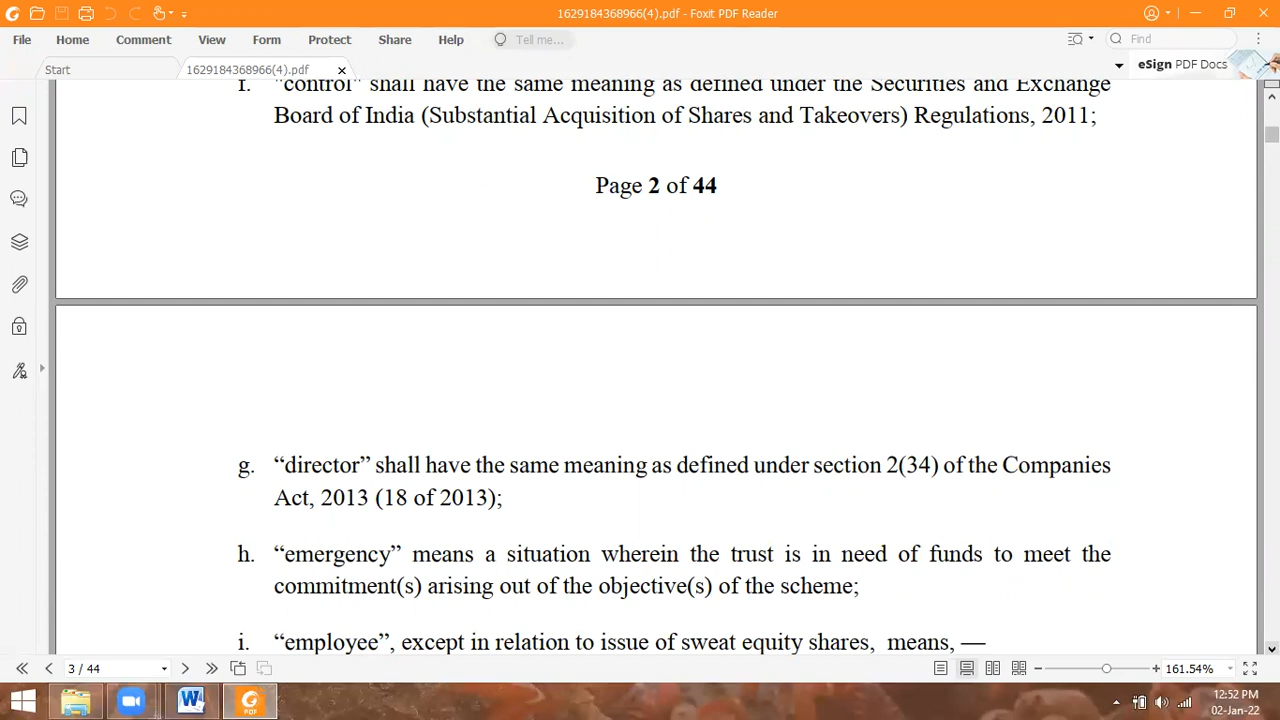 1629184368966(4).pdf - Foxit PDF Reader
File Home Comment View Form Protect Share Help Tell me... Find
Start 1629184368966(4).pdf eSign PDF Docs
f. “control” shall have the same meaning as defined under the Securities and Exchange
Board of India (Substantial Acquisition of Shares and Takeovers) Regulations, 2011;
Page 2 of 44
g. “director” shall have the same meaning as defined under section 2(34) of the Companies
Act, 2013 (18 of 2013);
h. “emergency” means a situation wherein the trust is in need of funds to meet the
commitment(s) arising out of the objective(s) of the scheme;
i. “employee”, except in relation to issue of sweat equity shares, means, —
3 / 44 161.54%
12:52 PM
02-Jan-22